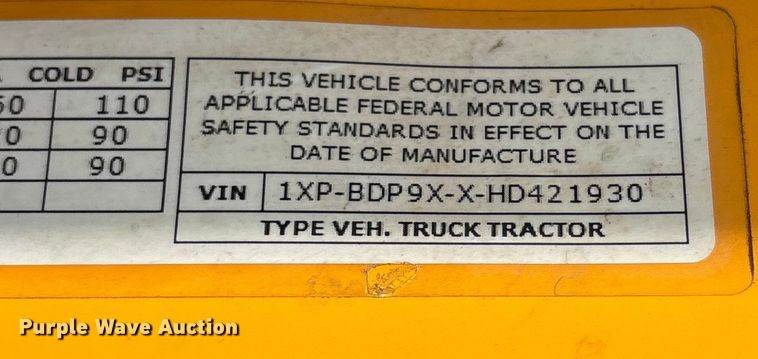 COLD PSI
110
90
90
THIS VEHICLE CONFORMS TO ALL
APPLICABLE FEDERAL MOTOR VEHICLE
SAFETY STANDARDS IN EFFECT ON THE
DATE OF MANUFACTURE
VIN 1XP-BDP9X-X-HD421930
TYPE VEH. TRUCK TRACTOR
Purple Wave Auction